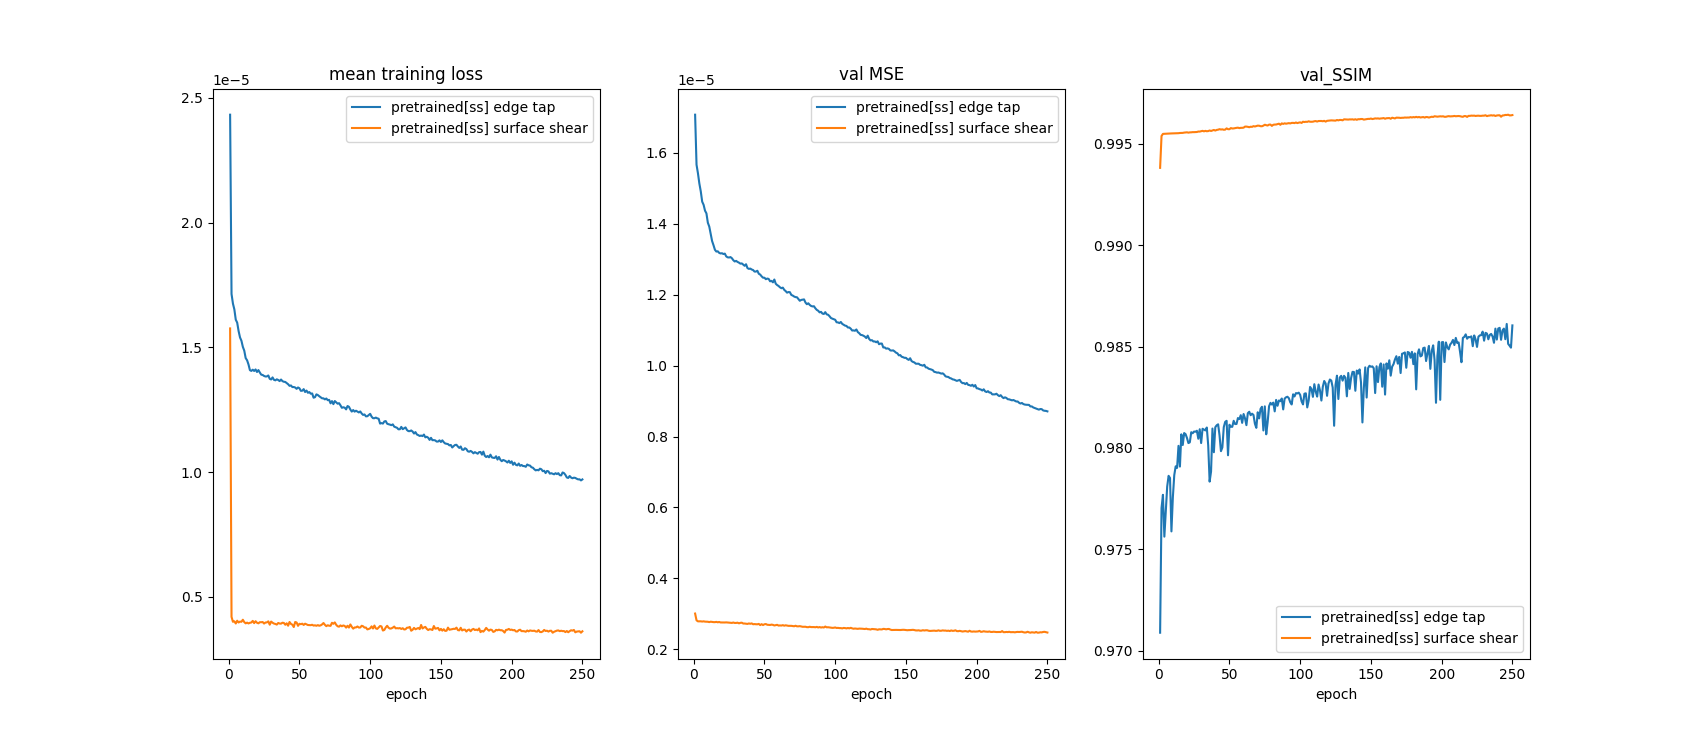 mean training loss
1e−5
pretrained[ss] edge tap
pretrained[ss] surface shear
2.5
2.0
1.5
1.0
0.5
0 50 100 150 200 250
epoch
val MSE
1e−5
pretrained[ss] edge tap
pretrained[ss] surface shear
1.6
1.4
1.2
1.0
0.8
0.6
0.4
0.2
0 50 100 150 200 250
epoch
val_SSIM
0.995
0.990
0.985
0.980
0.975
0.970
pretrained[ss] edge tap
pretrained[ss] surface shear
0 50 100 150 200 250
epoch